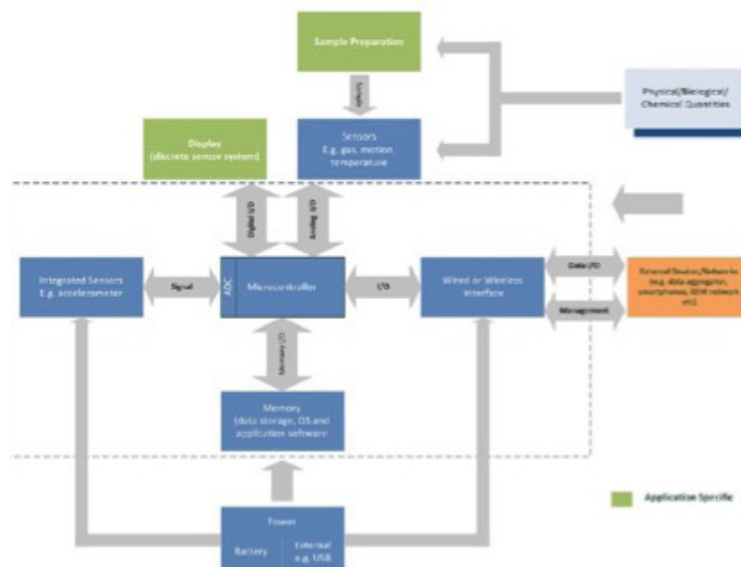 Sample Preparation
Physical/Biological/
Chemical Quantities
Sample
Display
(discrete sensor system)
Sensors
E.g. gas, motion,
temperature
Digital I/O
Analog I/O
Integrated Sensors
E.g. accelerometer
Signal
ADC
Microcontroller
I/O
Wired or Wireless
Interface
Data I/O
Management
External Device/Networks
(e.g. data aggregator,
smartphones, GSM network
etc)
Memory I/O
Memory
(data storage, OS and
application software
Application Specific
Power
Battery
External
e.g. USB